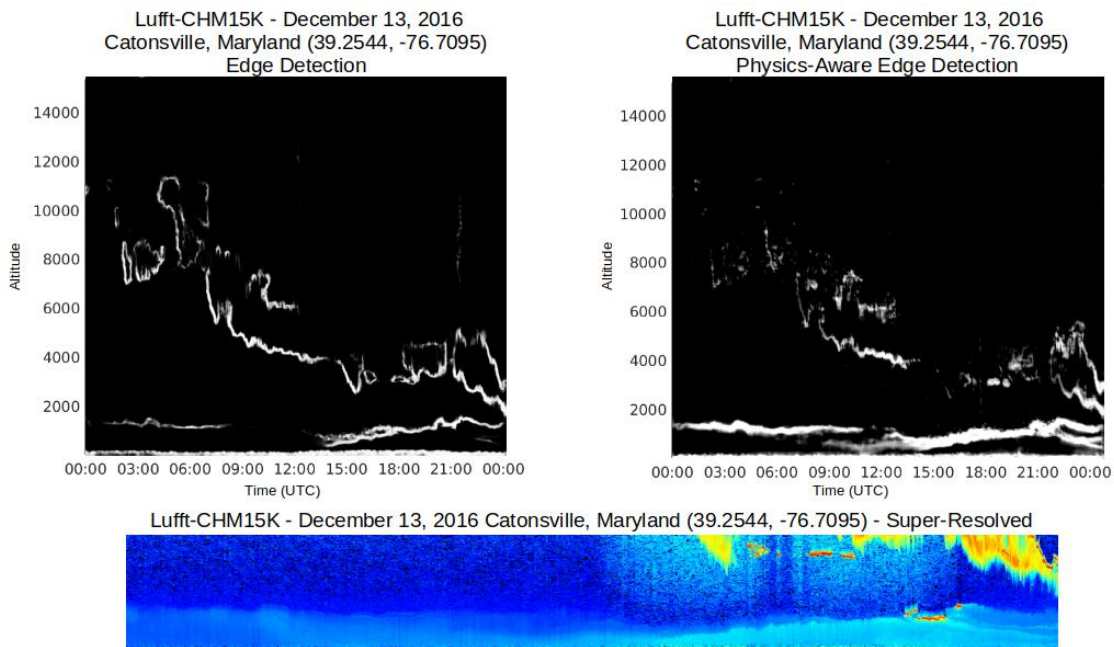 Lufft-CHM15K - December 13, 2016
Catonsville, Maryland (39.2544, -76.7095)
Edge Detection
14000
12000
10000
8000
6000
4000
2000
Altitude
00:00 03:00 06:00 09:00 12:00 15:00 18:00 21:00 00:00
Time (UTC)
Lufft-CHM15K - December 13, 2016
Catonsville, Maryland (39.2544, -76.7095)
Physics-Aware Edge Detection
14000
12000
10000
8000
6000
4000
2000
Altitude
00:00 03:00 06:00 09:00 12:00 15:00 18:00 21:00 00:00
Time (UTC)
Lufft-CHM15K - December 13, 2016 Catonsville, Maryland (39.2544, -76.7095) - Super-Resolved